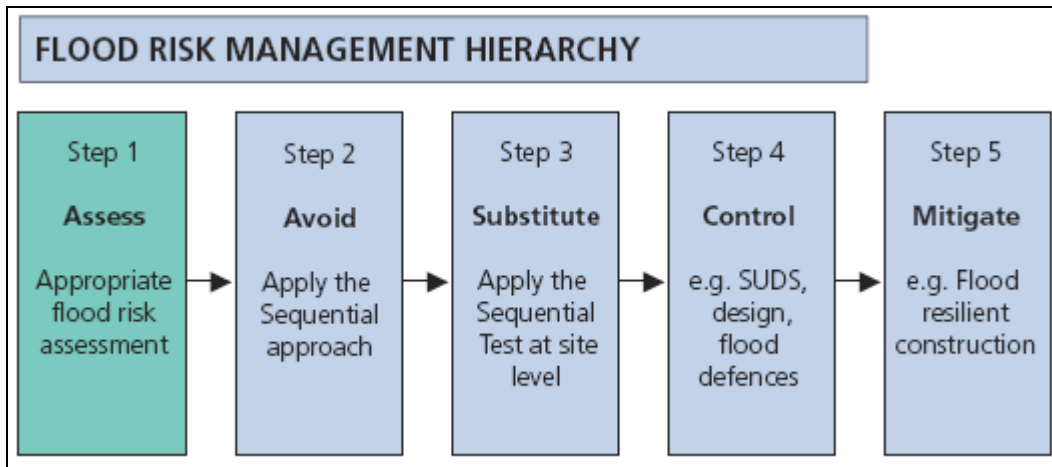 FLOOD RISK MANAGEMENT HIERARCHY
Step 1
Assess
Appropriate
flood risk
assessment
Step 2
Avoid
Apply the
Sequential
approach
Step 3
Substitute
Apply the
Sequential
Test at site
level
Step 4
Control
e.g. SUDS,
design,
flood
defences
Step 5
Mitigate
e.g. Flood
resilient
construction